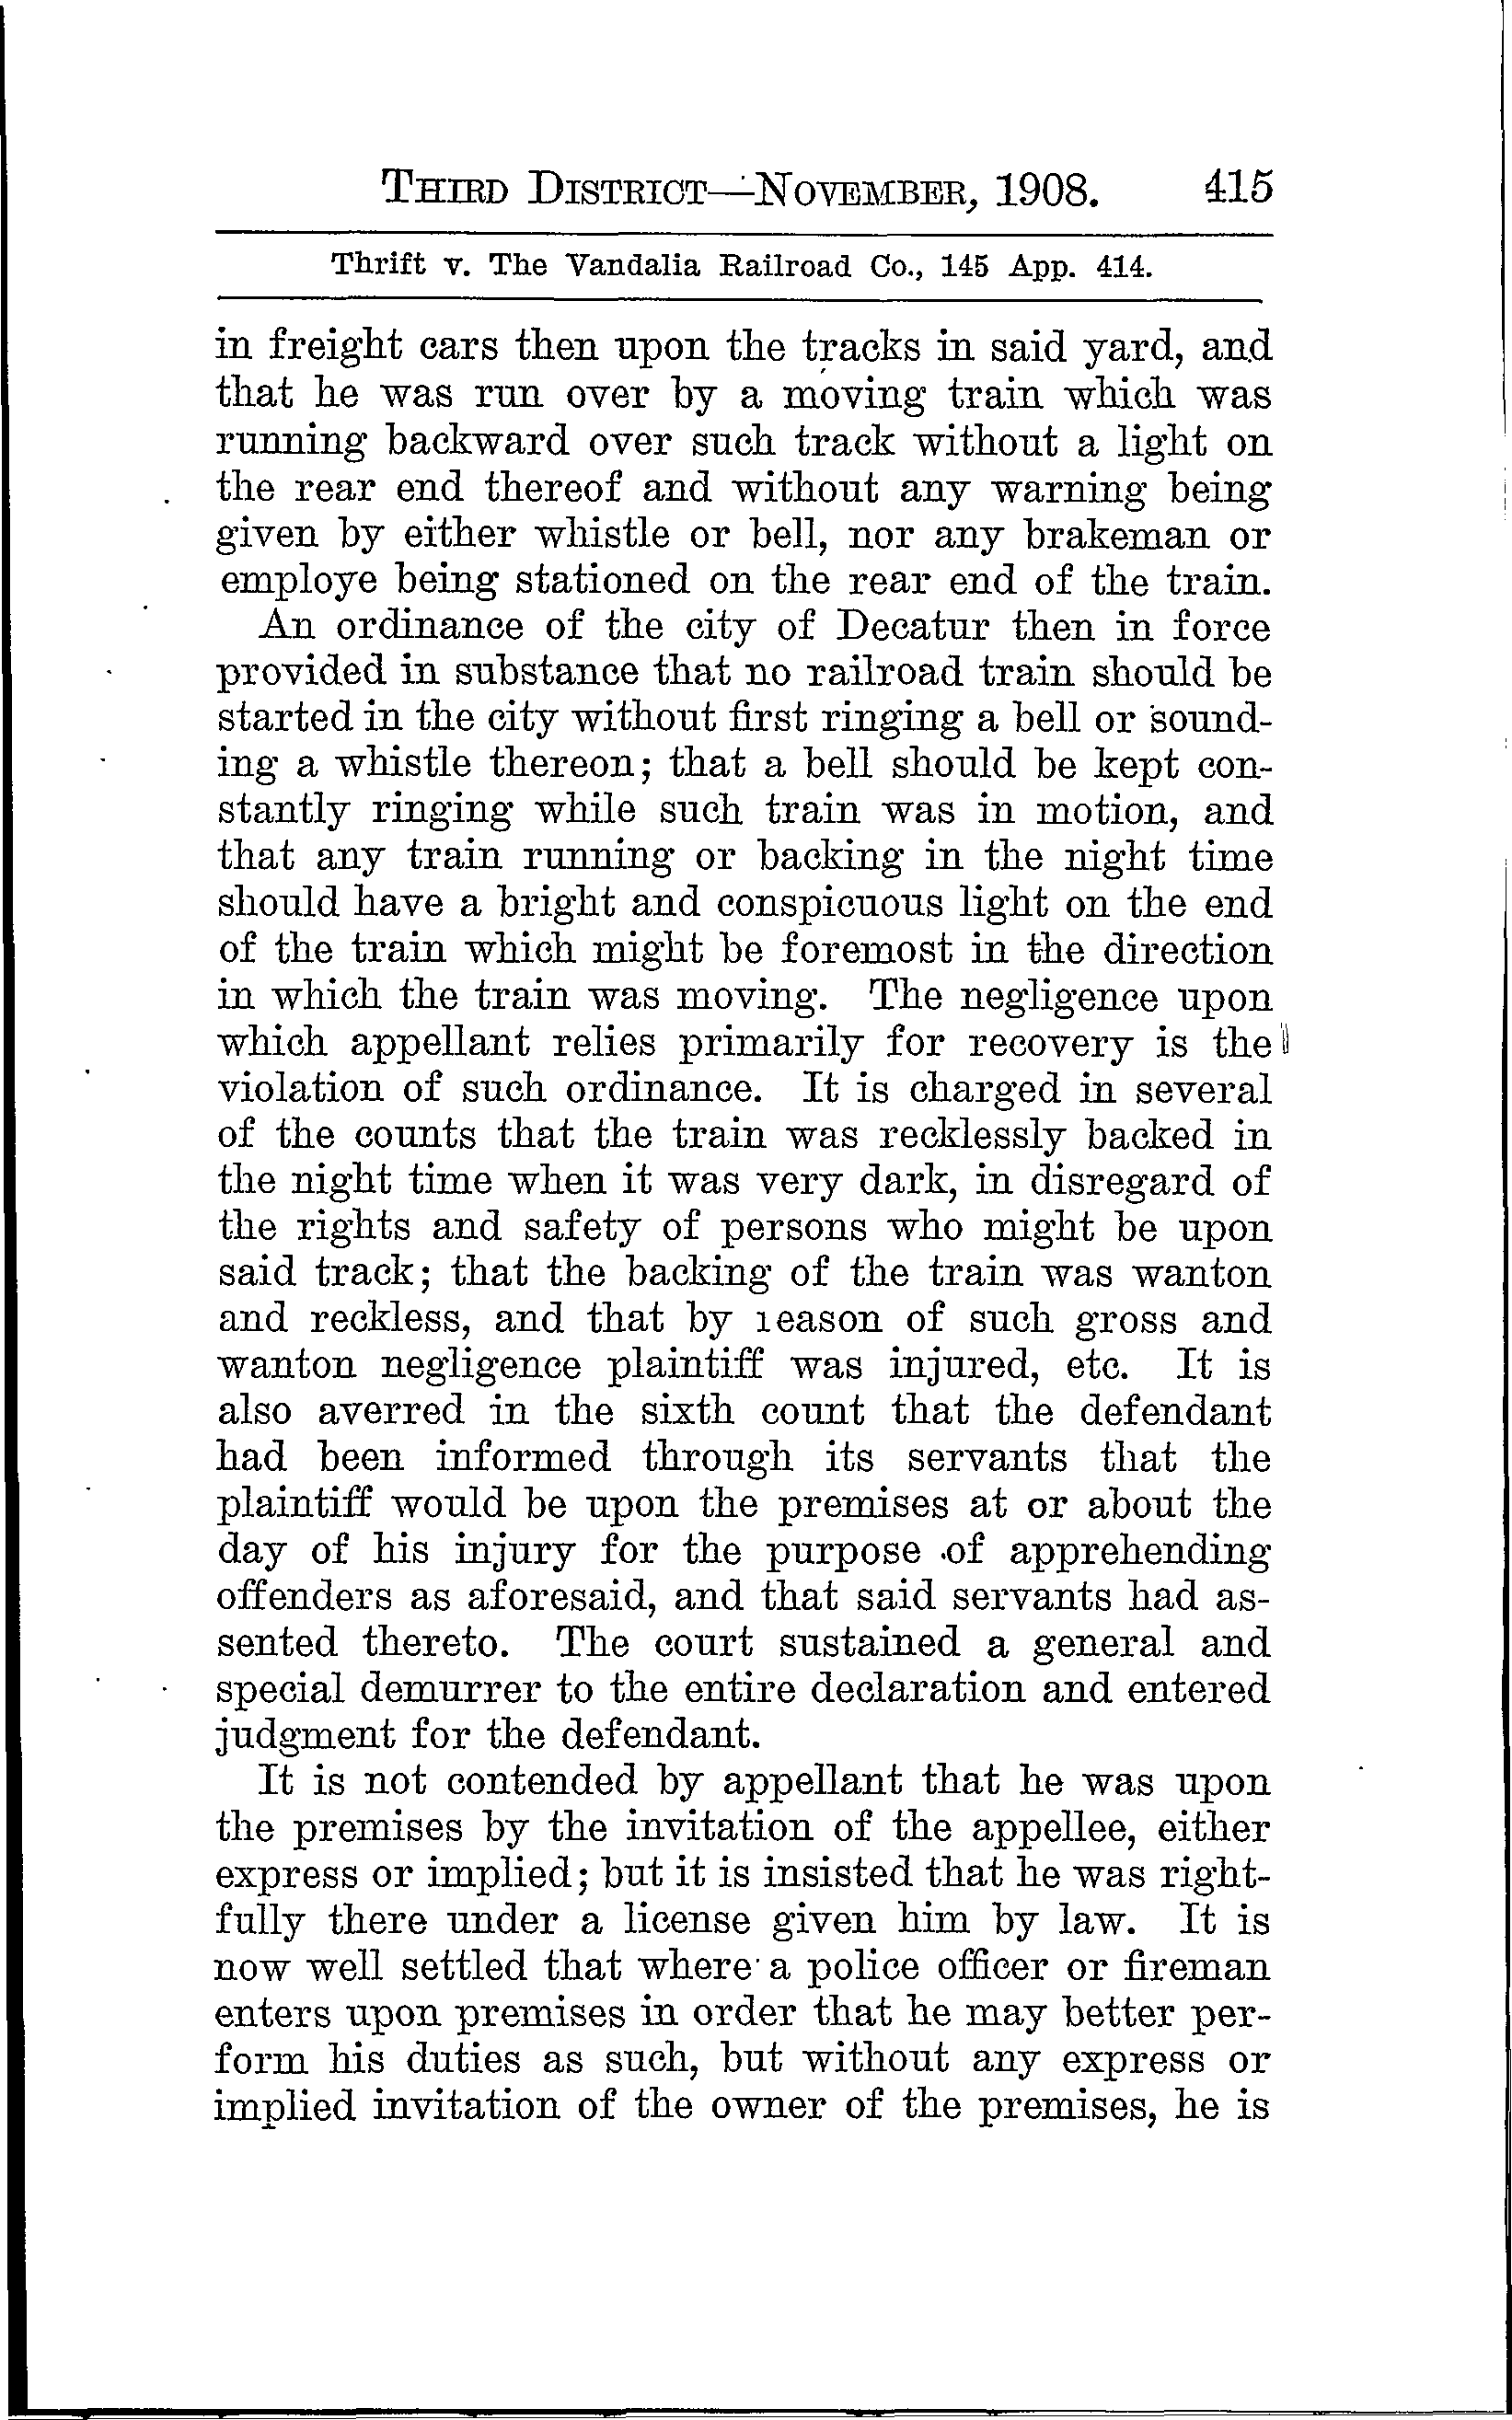 THIRD DISTRICT—NOVEMBER, 1908. 415
Thrift v. The Vandalia Railroad Co., 145 App. 414.
in freight cars then upon the tracks in said yard, and
that he was run over by a moving train which was
running backward over such track without a light on
the rear end thereof and without any warning being
given by either whistle or bell, nor any brakeman or
employe being stationed on the rear end of the train.
An ordinance of the city of Decatur then in force
provided in substance that no railroad train should be
started in the city without first ringing a bell or sound-
ing a whistle thereon; that a bell should be kept con-
stantly ringing while such train was in motion, and
that any train running or backing in the night time
should have a bright and conspicuous light on the end
of the train which might be foremost in the direction
in which the train was moving. The negligence upon
which appellant relies primarily for recovery is the
violation of such ordinance. It is charged in several
of the counts that the train was recklessly backed in
the night time when it was very dark, in disregard of
the rights and safety of persons who might be upon
said track; that the backing of the train was wanton
and reckless, and that by reason of such gross and
wanton negligence plaintiff was injured, etc. It is
also averred in the sixth count that the defendant
had been informed through its servants that the
plaintiff would be upon the premises at or about the
day of his injury for the purpose of apprehending
offenders as aforesaid, and that said servants had as-
sented thereto. The court sustained a general and
special demurrer to the entire declaration and entered
judgment for the defendant.
It is not contended by appellant that he was upon
the premises by the invitation of the appellee, either
express or implied; but it is insisted that he was right-
fully there under a license given him by law. It is
now well settled that where a police officer or fireman
enters upon premises in order that he may better per-
form his duties as such, but without any express or
implied invitation of the owner of the premises, he is